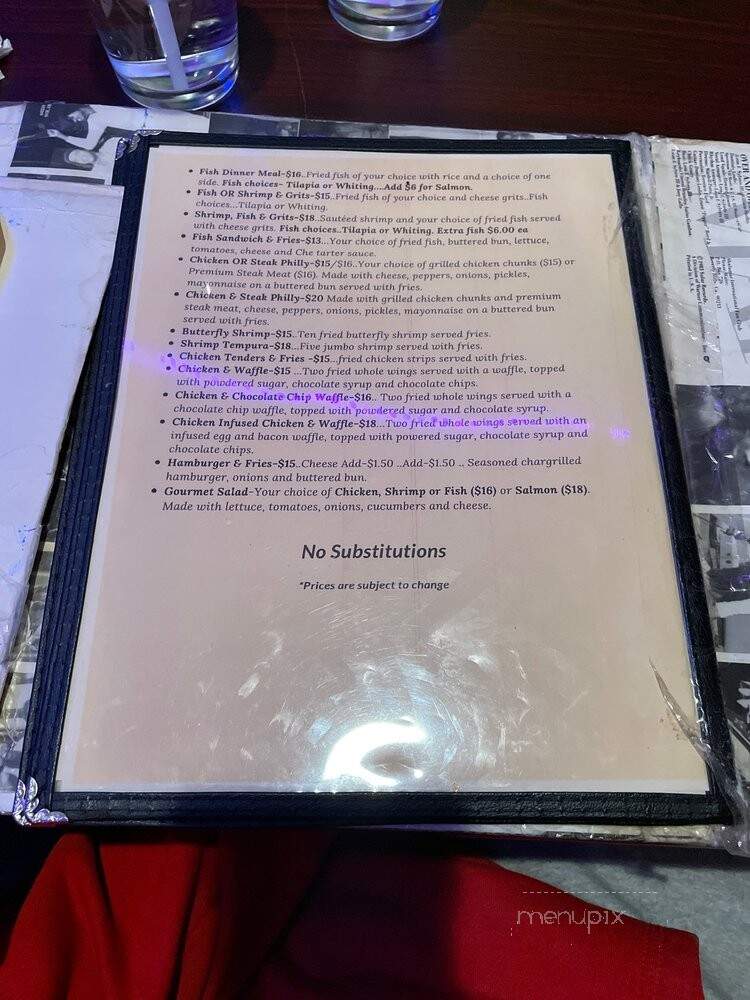 • Fish Dinner Meal-$16..Fried fish of your choice with rice and a choice of one
side. Fish choices- Tilapia or Whiting....Add $6 for Salmon.
• Fish OR Shrimp & Grits-$15..Fried fish of your choice and cheese grits..Fish
choices...Tilapia or Whiting.
• Shrimp, Fish & Grits-$18..Sautéed shrimp and your choice of fried fish served
with cheese grits. Fish choices..Tilapia or Whiting. Extra fish $6.00 ea
• Fish Sandwich & Fries-$13...Your choice of fried fish, buttered bun, lettuce,
tomatoes, cheese and Che tarter sauce.
• Chicken OR Steak Philly-$15/$16..Your choice of grilled chicken chunks ($15) or
Premium Steak Meat ($16). Made with cheese, peppers, onions, pickles,
mayonnaise on a buttered bun served with fries.
• Chicken & Steak Philly-$20 Made with grilled chicken chunks and premium
steak meat, cheese, peppers, onions, pickles, mayonnaise on a buttered bun
served with fries.
• Butterfly Shrimp-$15..Ten fried butterfly shrimp served fries.
• Shrimp Tempura-$18...Five jumbo shrimp served with fries.
• Chicken Tenders & Fries -$15...fried chicken strips served with fries.
• Chicken & Waffle-$15 ...Two fried whole wings served with a waffle, topped
with powdered sugar, chocolate syrup and chocolate chips.
• Chicken & Chocolate Chip Waffle-$16.. Two fried whole wings served with a
chocolate chip waffle, topped with powdered sugar and chocolate syrup.
• Chicken Infused Chicken & Waffle-$18...Two fried whole wings served with an
infused egg and bacon waffle, topped with powered sugar, chocolate syrup and
chocolate chips.
• Hamburger & Fries-$15..Cheese Add-$1.50 ..Add-$1.50 .. Seasoned chargrilled
hamburger, onions and buttered bun.
• Gourmet Salad-Your choice of Chicken, Shrimp or Fish ($16) or Salmon ($18).
Made with lettuce, tomatoes, onions, cucumbers and cheese.
No Substitutions
*Prices are subject to change
menupix